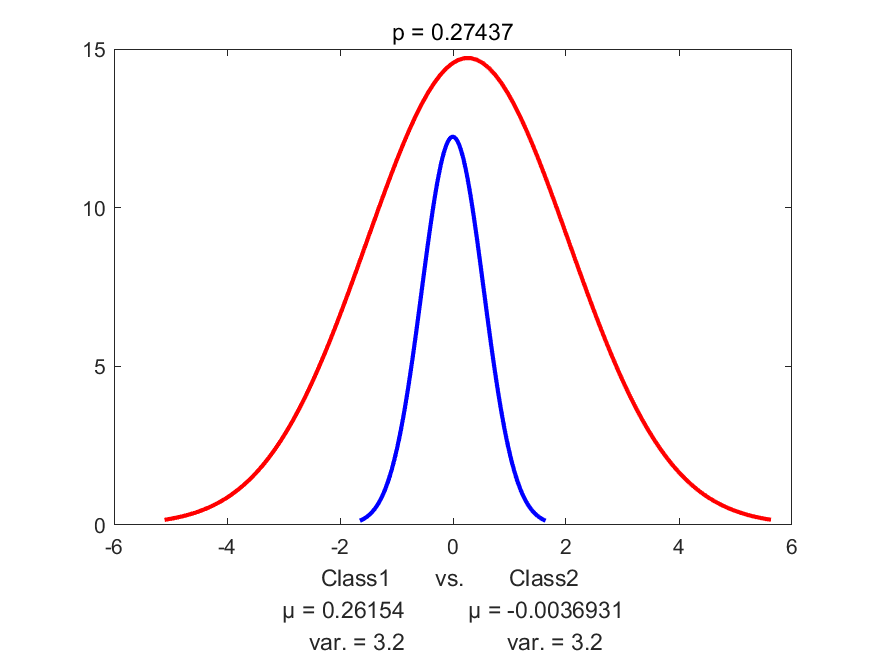 p = 0.27437
15
10
5
0
-6 -4 -2 0 2 4 6
Class1 vs. Class2
μ = 0.26154 μ = -0.0036931
var. = 3.2 var. = 3.2